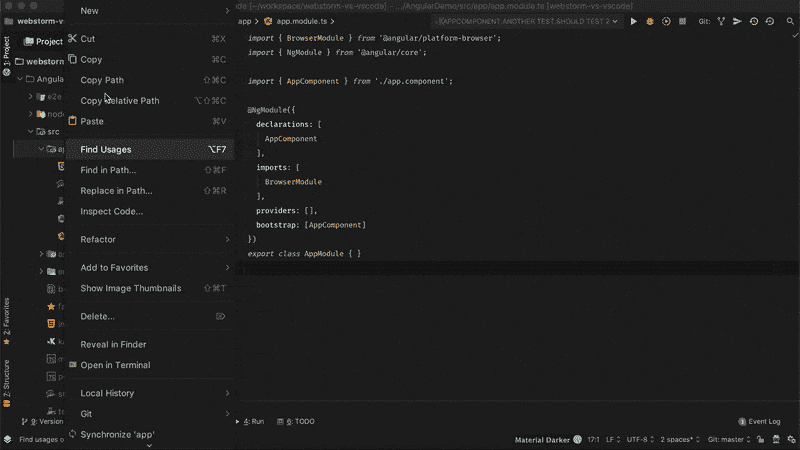 [~/workspace/webstorm-vs-vscode] - .../AngularDemo/src/app/app.module.ts [webstorm-vs-vscode]
webstorm
app
app.module.ts
APPCOMPONENT.ANOTHER TEST.SHOULD TEST 2
Git:
1: Project
Project
New
Cut ⌘X
Copy ⌘C
Copy Path ⇧⌘C
Copy Relative Path ⌥⇧⌘C
Paste ⌘V
Find Usages ⌥F7
Find in Path... ⇧⌘F
Replace in Path... ⇧⌘R
Inspect Code...
Refactor
Add to Favorites
Show Image Thumbnails ⇧⌘T
Delete...
Reveal in Finder
Open in Terminal
Local History
Git
Synchronize 'app'
webstorm
Angular
e2e
node
src
2: Favorites
7: Structure
import { BrowserModule } from '@angular/platform-browser';
import { NgModule } from '@angular/core';
import { AppComponent } from './app.component';
@NgModule({
declarations: [
AppComponent
],
imports: [
BrowserModule
],
providers: [],
bootstrap: [AppComponent]
})
export class AppModule { }
9: Version
4: Run
6: TODO
Event Log
Find usages o
Material Darker
17:1 LF UTF-8 2 spaces* Git: master